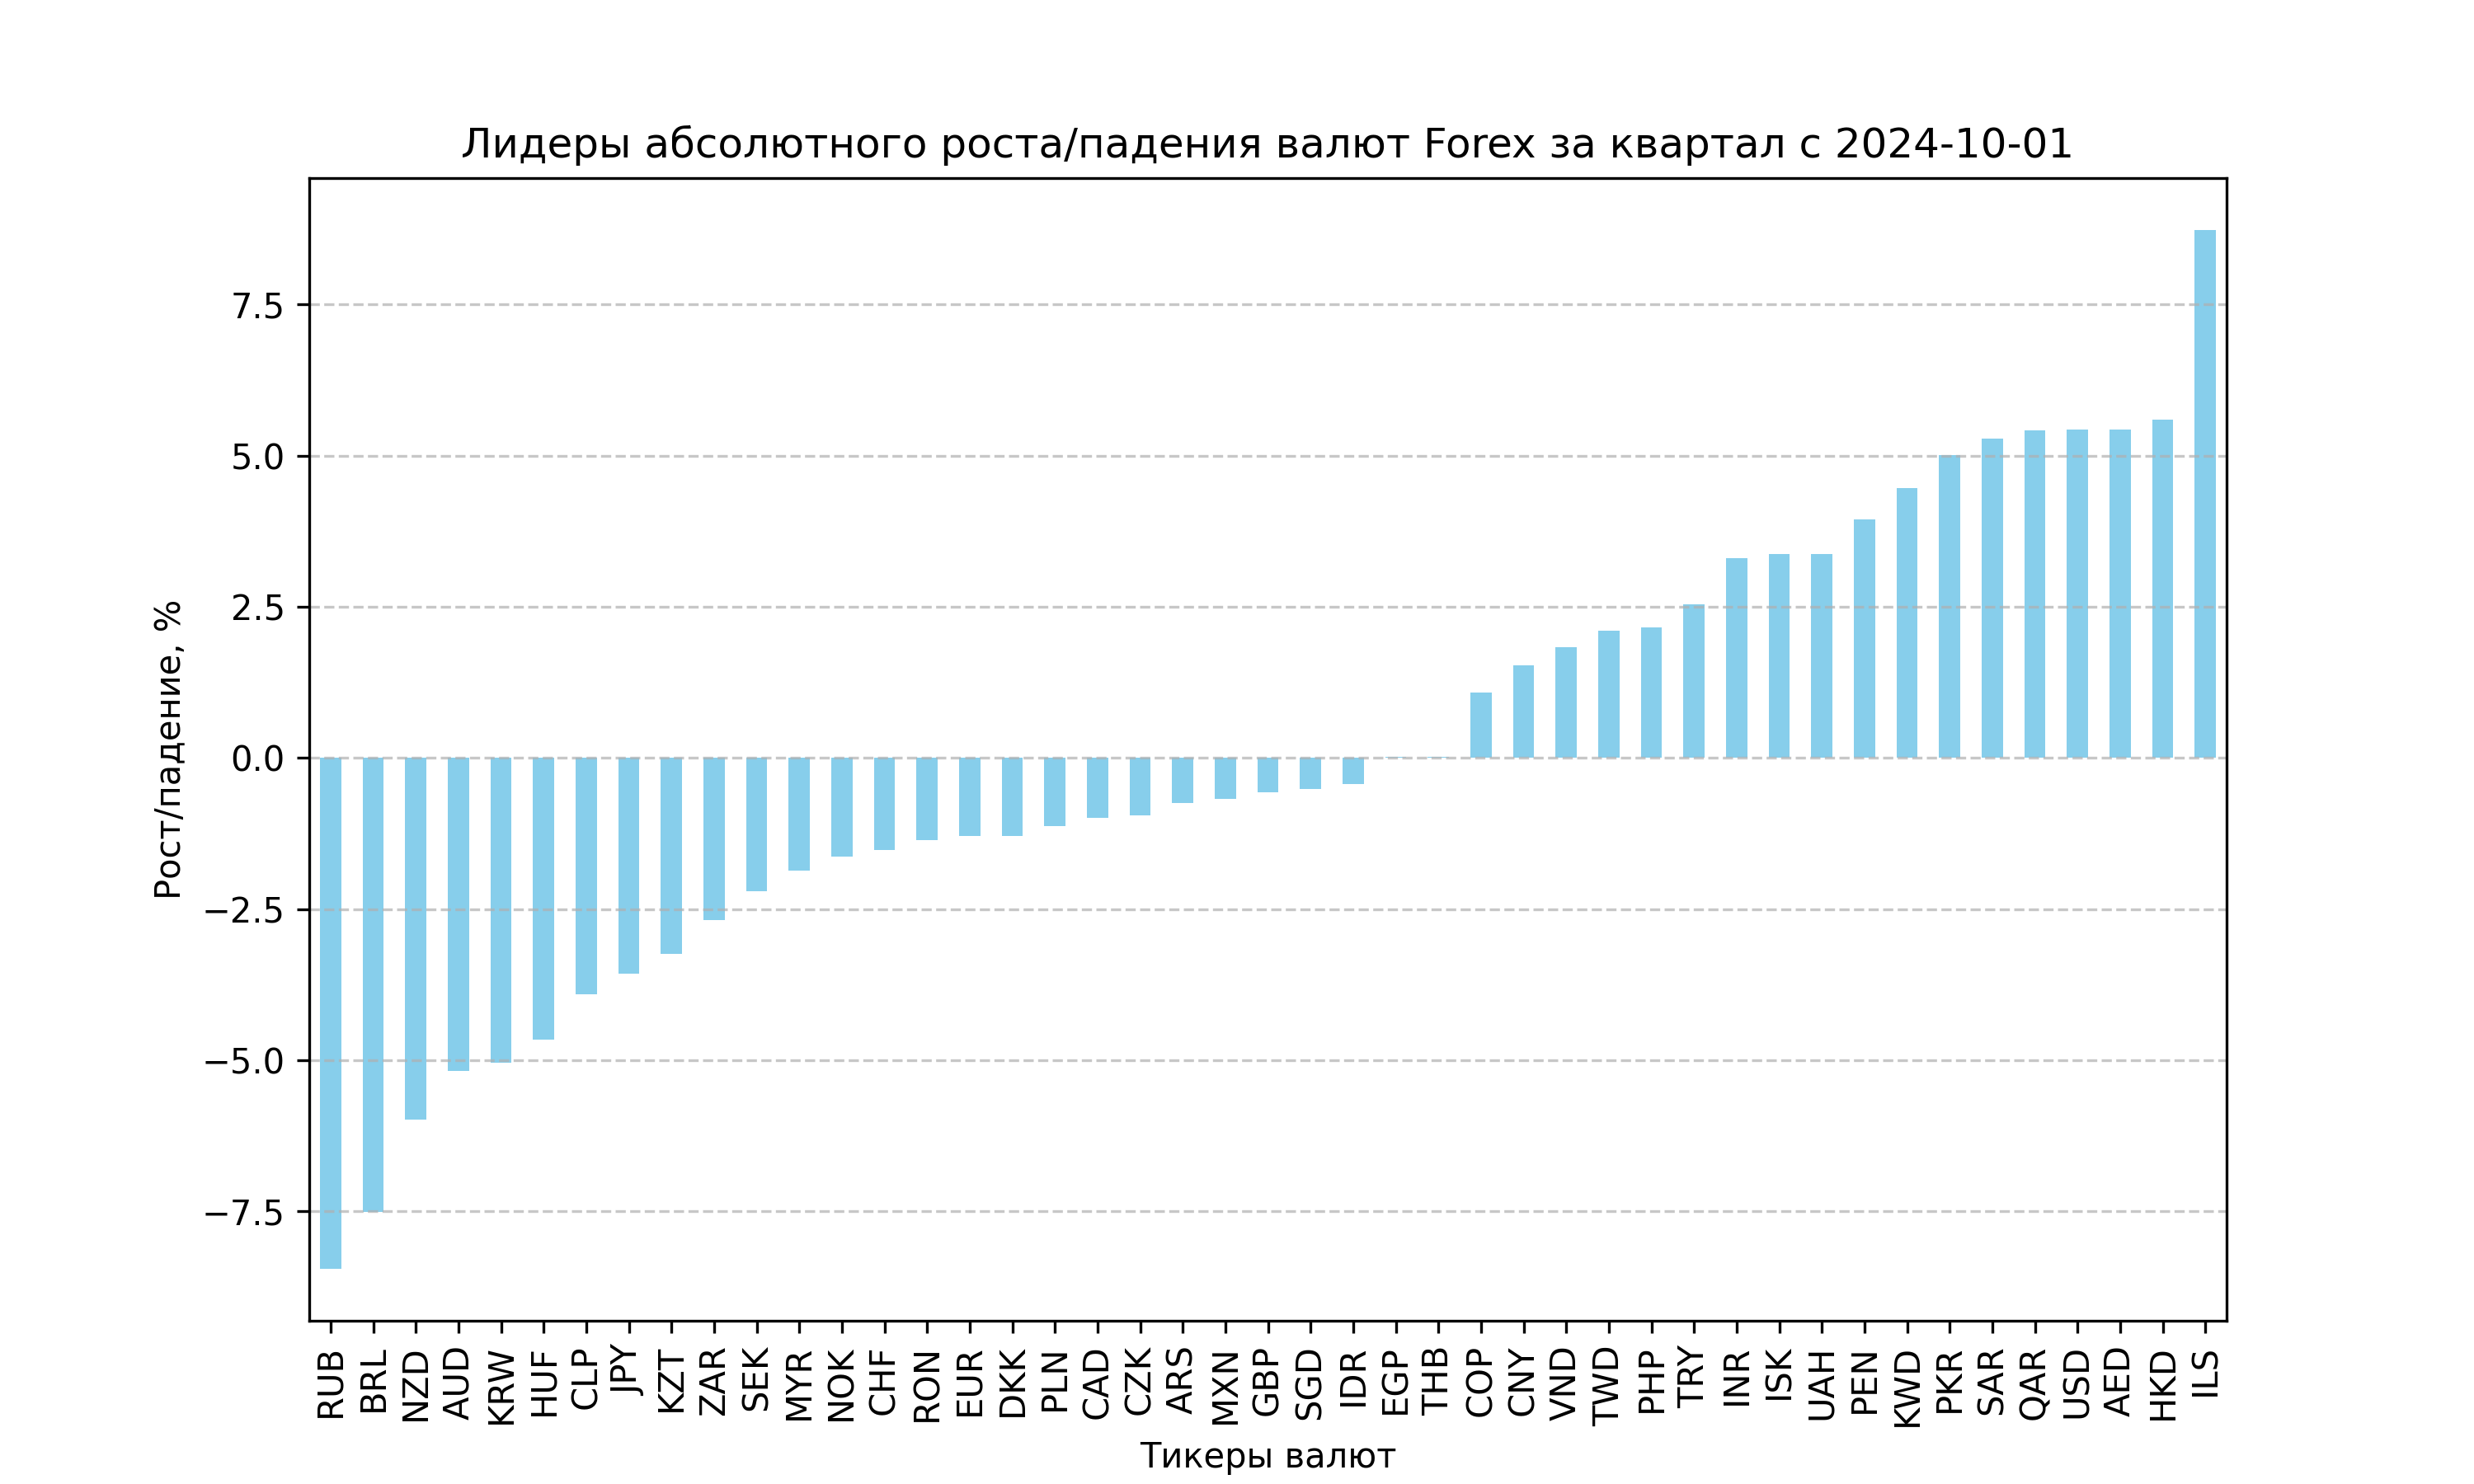 Лидеры абсолютного роста/падения валют Forex за квартал с 2024-10-01
Рост/падение, %
7.5
5.0
2.5
0.0
−2.5
−5.0
−7.5
RUB
BRL
NZD
AUD
KRW
HUF
CLP
JPY
KZT
ZAR
SEK
MYR
NOK
CHF
RON
EUR
DKK
PLN
CAD
CZK
ARS
MXN
GBP
SGD
IDR
EGP
THB
COP
CNY
VND
TWD
PHP
TRY
INR
ISK
UAH
PEN
KWD
PKR
SAR
QAR
USD
AED
HKD
ILS
Тикеры валют